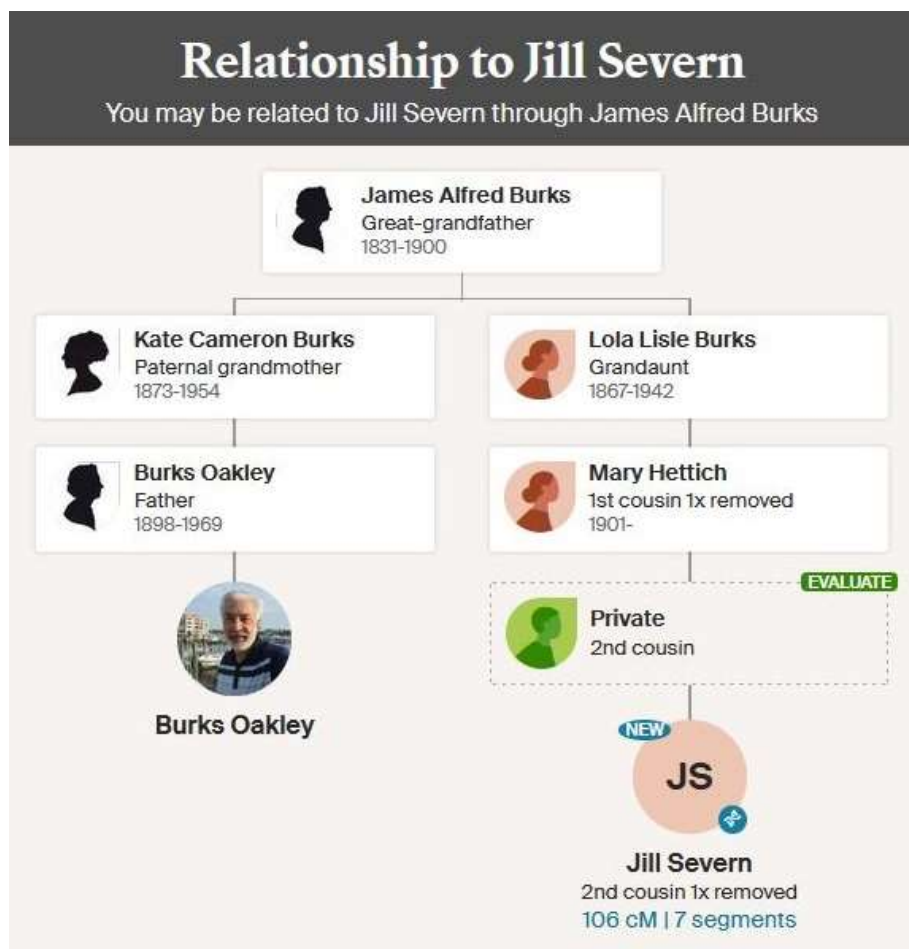 Relationship to Jill Severn
You may be related to Jill Severn through James Alfred Burks
James Alfred Burks
Great-grandfather
1831-1900
Kate Cameron Burks
Paternal grandmother
1873-1954
Lola Lisle Burks
Grandaunt
1867-1942
Burks Oakley
Father
1898-1969
Mary Hettich
1st cousin 1x removed
1901-
EVALUATE
Private
2nd cousin
Burks Oakley
NEW
JS
Jill Severn
2nd cousin 1x removed
106 cM | 7 segments